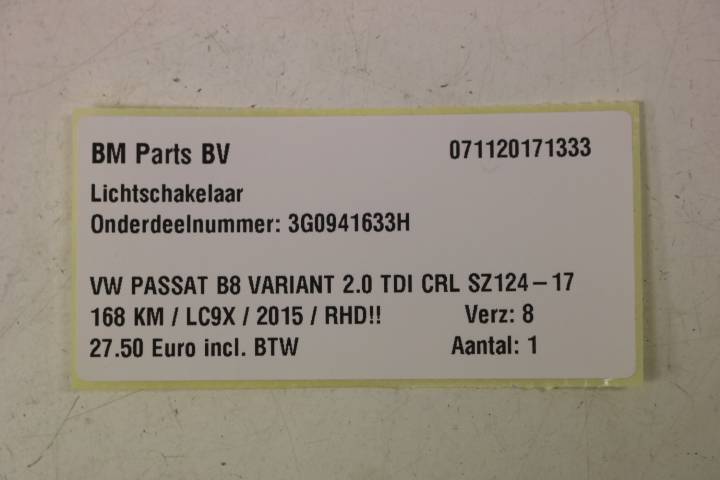 BM Parts BV 071120171333
Lichtschakelaar
Onderdeelnummer: 3G0941633H
VW PASSAT B8 VARIANT 2.0 TDI CRL SZ124-17
168 KM / LC9X / 2015 / RHD!! Verz: 8
27.50 Euro incl. BTW Aantal: 1